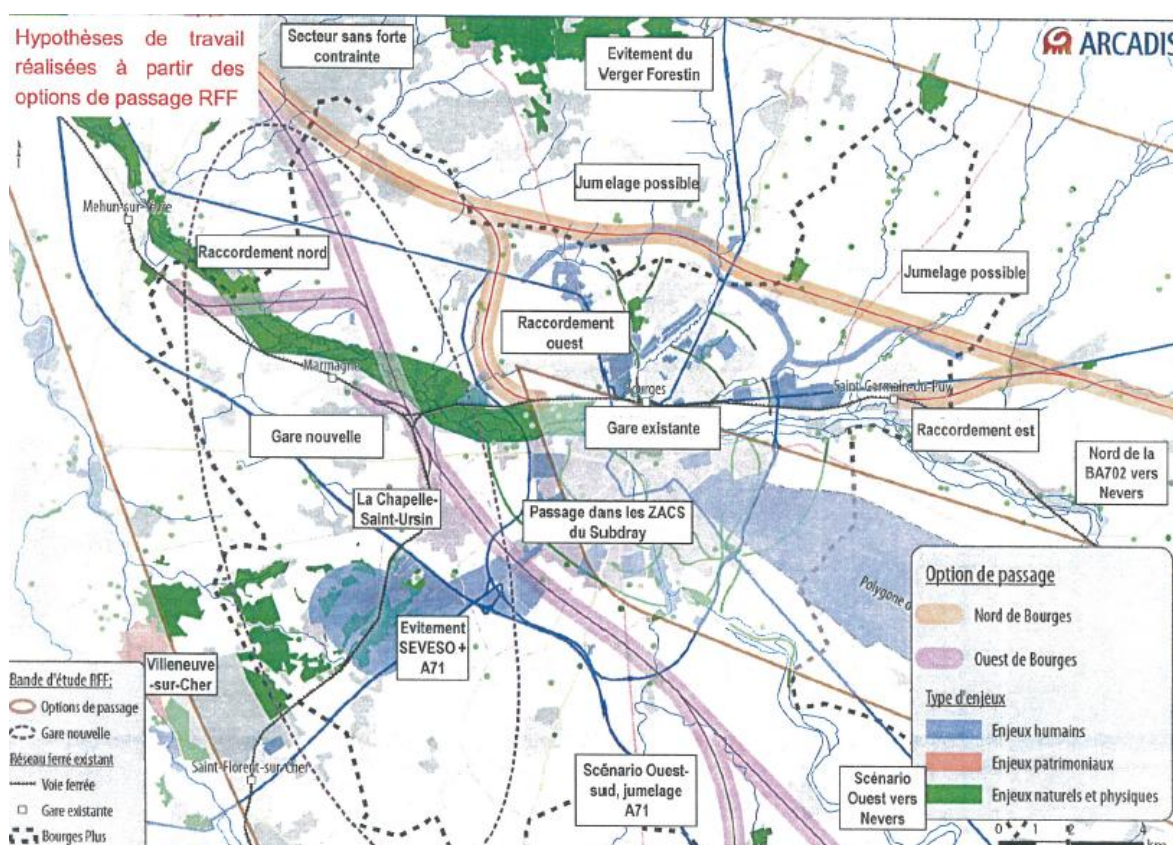 Hypothèses de travail
réalisées à partir des
options de passage RFF
Secteur sans forte
contrainte
Evitement du
Verger Forestin
ARCADIS
Jumelage possible
Mehun-sur-Yèvre
Raccordement nord
Jumelage possible
Raccordement
ouest
Marmagne
Bourges
Saint-Germain-du-Puy
Gare nouvelle
Gare existante
Raccordement est
Nord de la
BA702 vers
Nevers
La Chapelle-
Saint-Ursin
Passage dans les ZACS
du Subdray
Polygone d
Evitement
SEVESO +
A71
Villeneuve
-sur-Cher
Saint-Florent-sur-Cher
Scénario Ouest-
sud, jumelage
A71
Scénario
Ouest vers
Nevers
Bande d'étude RFF:
Options de passage
Gare nouvelle
Réseau ferré existant
Voie ferrée
Gare existante
Bourges Plus
Option de passage
Nord de Bourges
Ouest de Bourges
Type d'enjeux
Enjeux humains
Enjeux patrimoniaux
Enjeux naturels et physiques
0 1 2 4
km